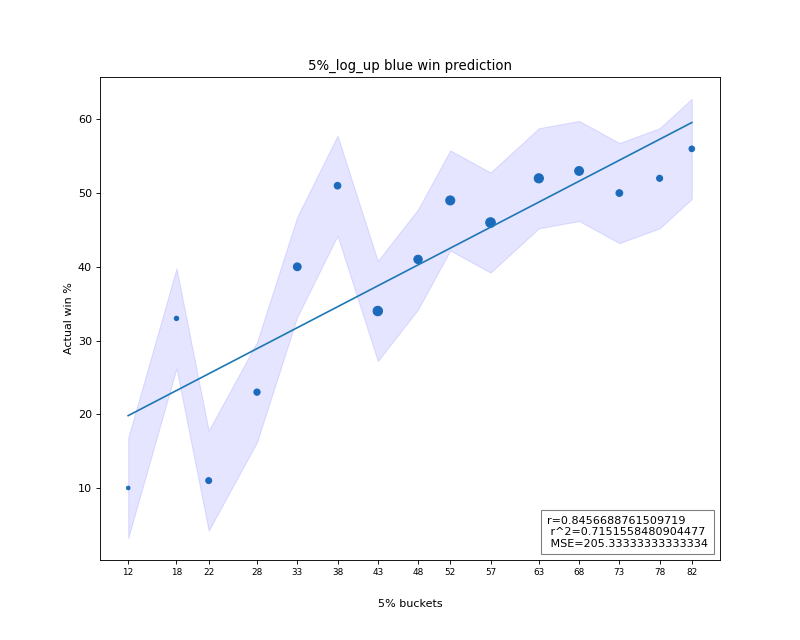 5%_log_up blue win prediction
60
50
40
30
20
10
Actual win %
r=0.8456688761509719
r^2=0.7151558480904477
MSE=205.33333333333334
12 18 22 28 33 38 43 48 52 57 63 68 73 78 82
5% buckets